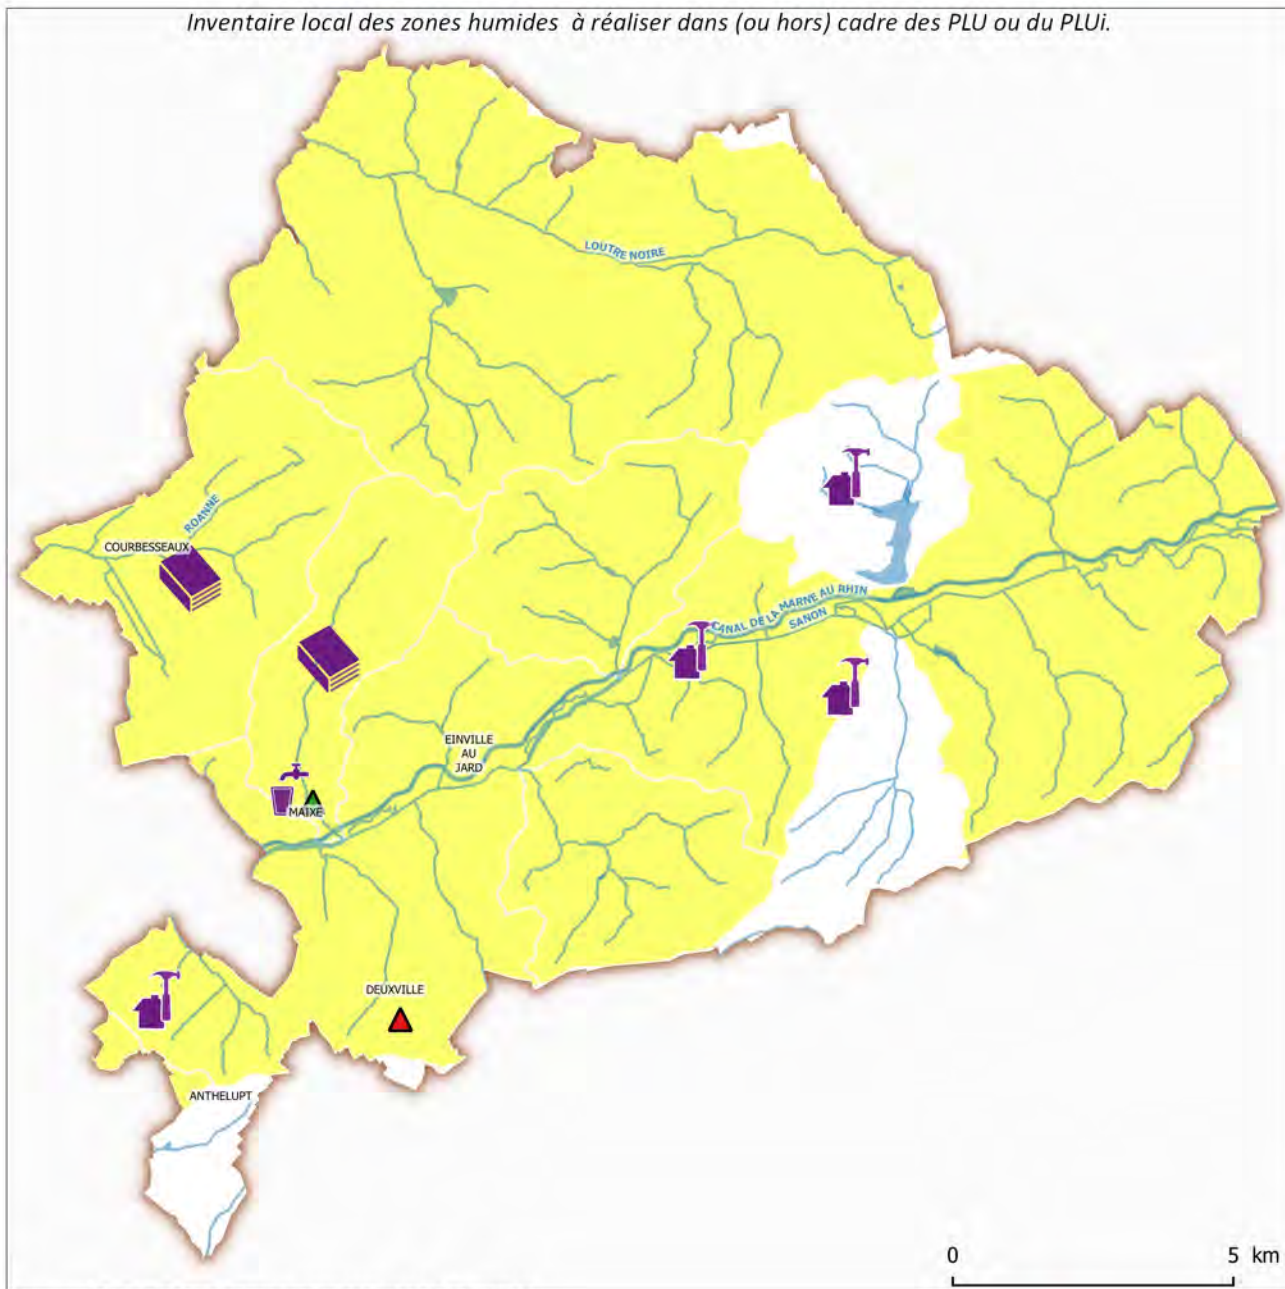 Inventaire local des zones humides à réaliser dans (ou hors) cadre des PLU ou du PLUi.
LOUTRE NOIRE
ROANNE
COURBESSEAUX
CANAL DE LA MARNE AU RHIN
SANON
EINVILLE
AU
JARD
MAIXE
DEUXVILLE
ANTHELUPT
0 5 km